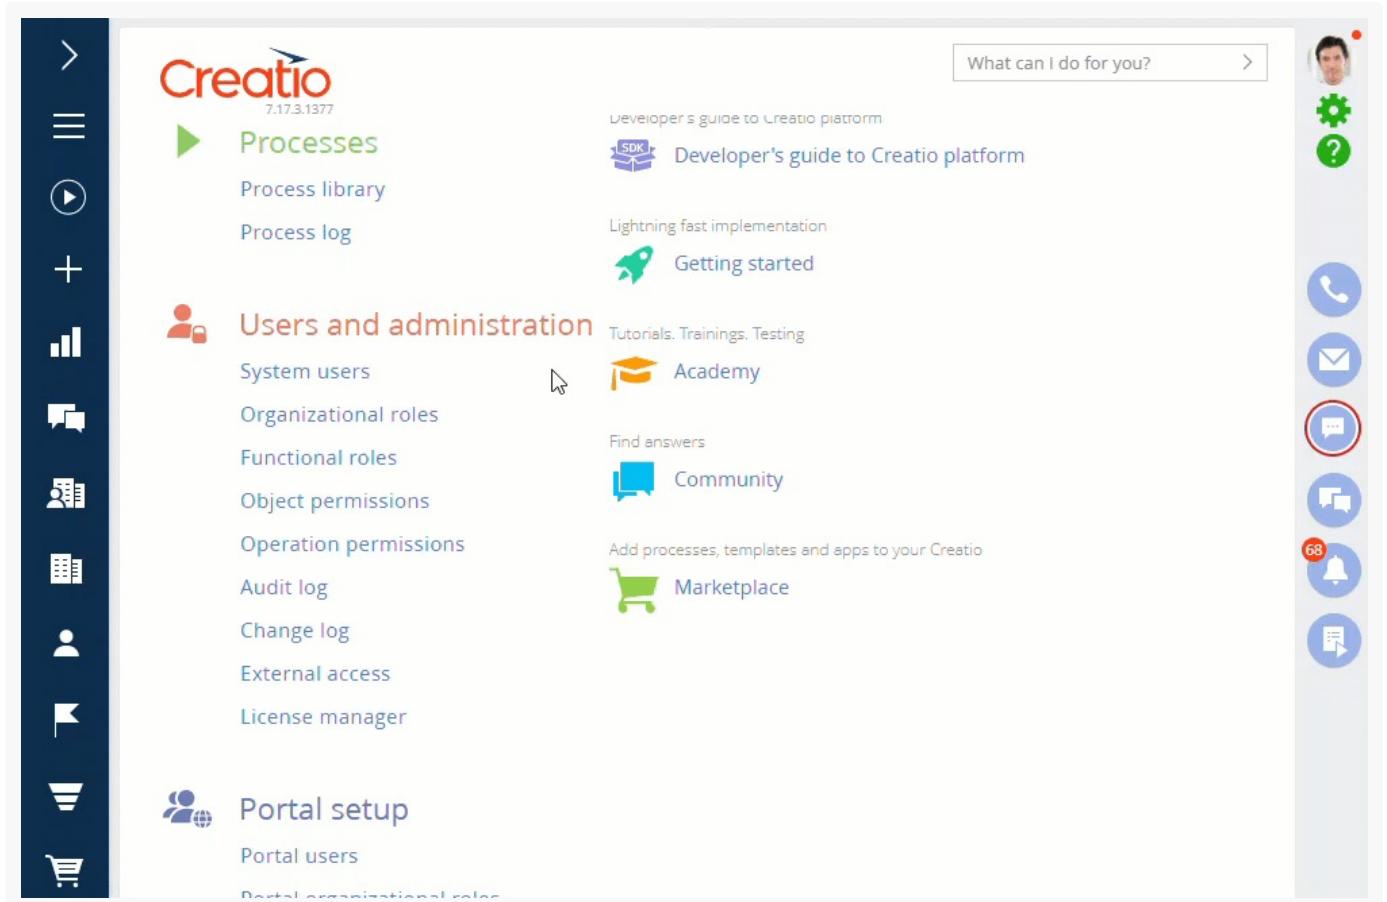 Creatio
7.17.3.1377
What can I do for you?
Processes
Process library
Process log
Users and administration
System users
Organizational roles
Functional roles
Object permissions
Operation permissions
Audit log
Change log
External access
License manager
Portal setup
Portal users
Portal organizational roles
Developer's guide to Creatio platform
SDK
Developer's guide to Creatio platform
Lightning fast implementation
Getting started
Tutorials. Trainings. Testing
Academy
Find answers
Community
Add processes, templates and apps to your Creatio
Marketplace
68